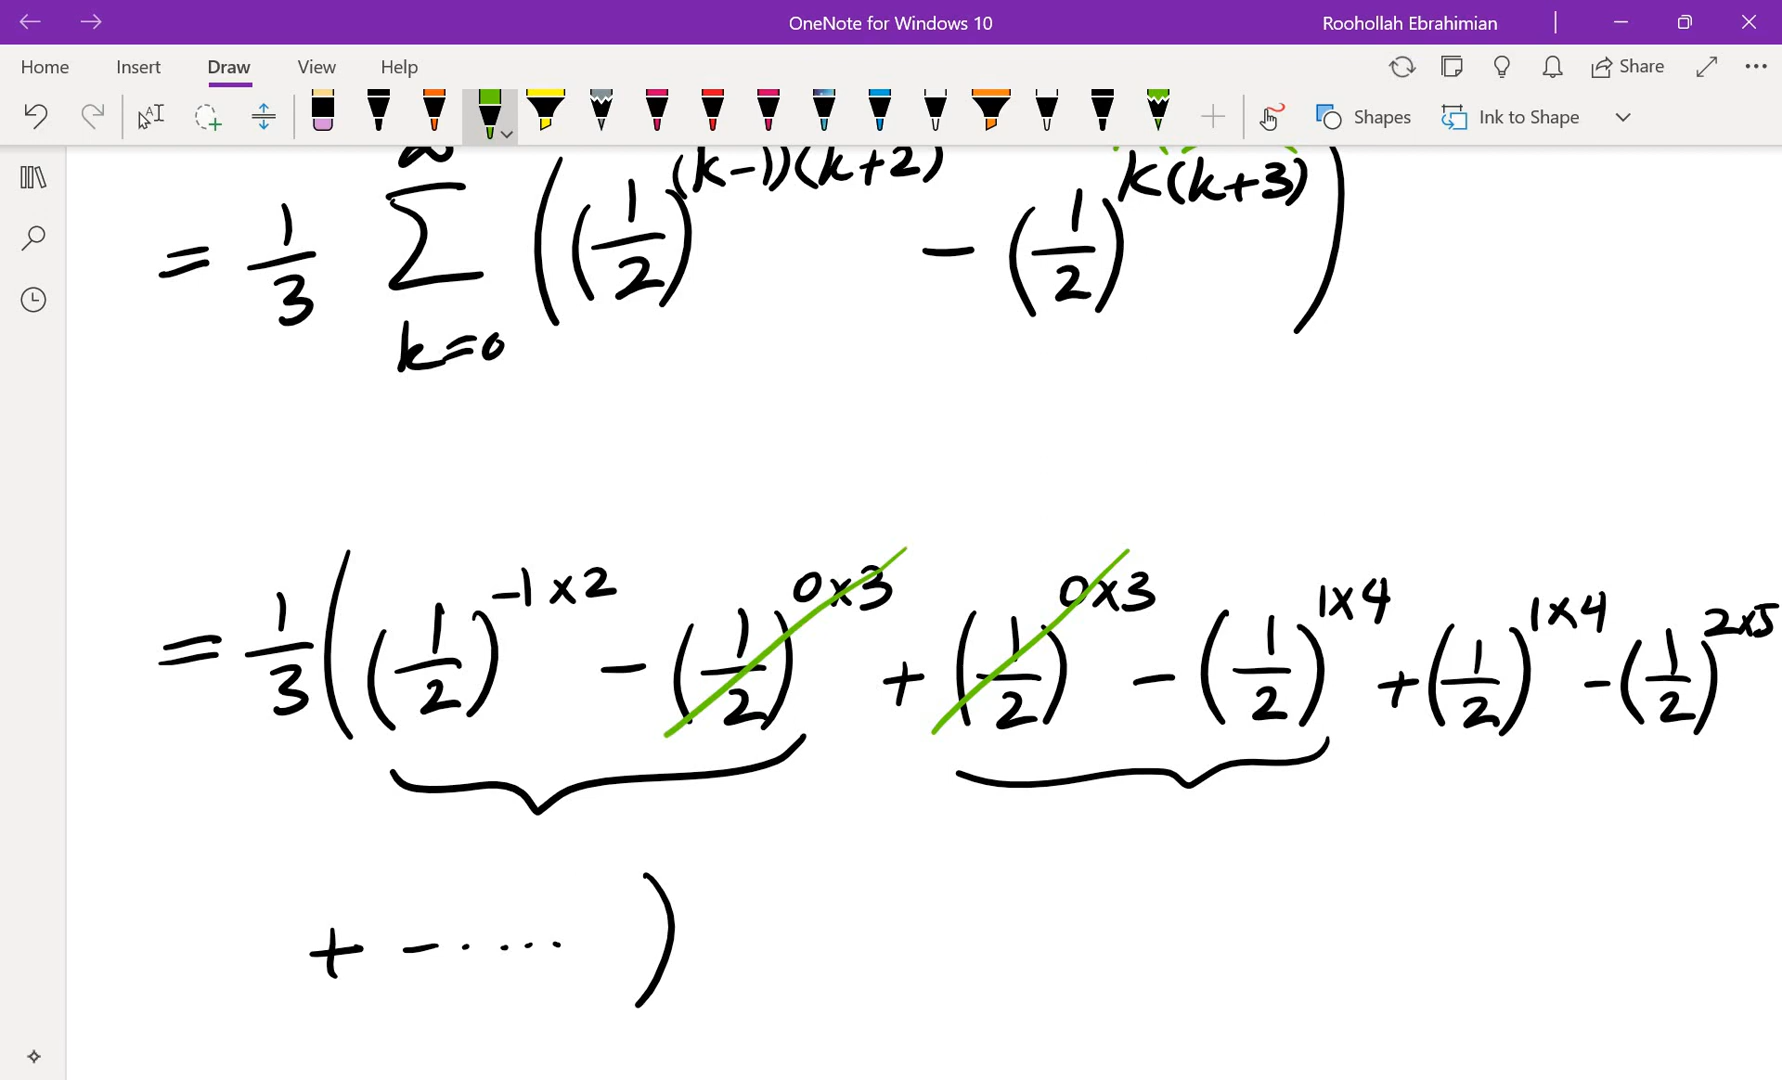 OneNote for Windows 10 Roohollah Ebrahimian
Home Insert Draw View Help Share
Shapes Ink to Shape
= 1/3 ∑_{k=0}^{∞} ((1/2)^{(k-1)(k+2)} - (1/2)^{k(k+3)})
= 1/3 ((1/2)^{-1×2} - (1/2)^{0×3} + (1/2)^{0×3} - (1/2)^{1×4} + (1/2)^{1×4} - (1/2)^{2×5}
+ - · · · · )